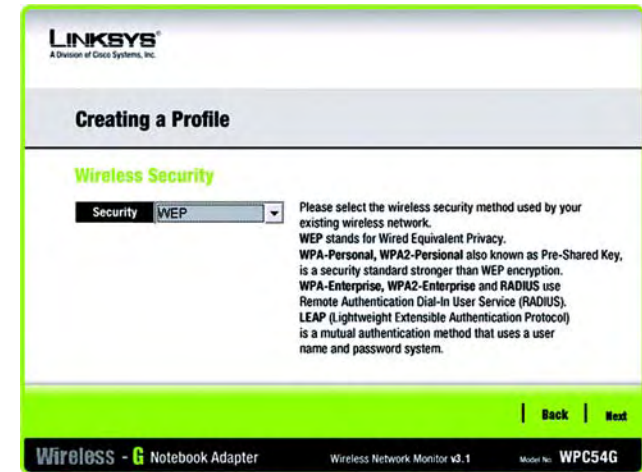 LINKSYS®
A Division of Cisco Systems, Inc.
Creating a Profile
Wireless Security
Security WEP
Please select the wireless security method used by your
existing wireless network.
WEP stands for Wired Equivalent Privacy.
WPA-Personal, WPA2-Persional also known as Pre-Shared Key,
is a security standard stronger than WEP encryption.
WPA-Enterprise, WPA2-Enterprise and RADIUS use
Remote Authentication Dial-In User Service (RADIUS).
LEAP (Lightweight Extensible Authentication Protocol)
is a mutual authentication method that uses a user
name and password system.
Back Next
Wireless - G Notebook Adapter Wireless Network Monitor v3.1 Model No. WPC54G